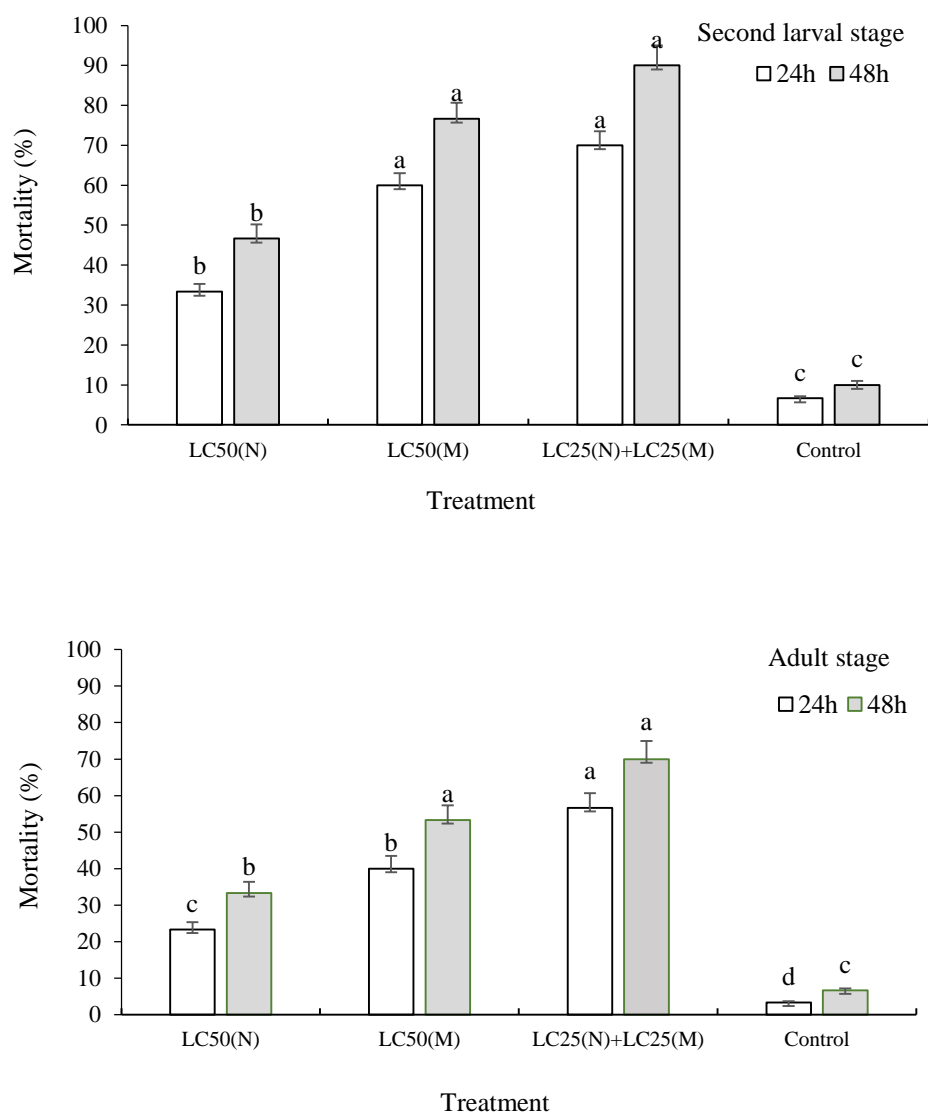 Second larval stage
24h 48h
Mortality (%)
100
90
80
70
60
50
40
30
20
10
0
b b a a a a c c
LC50(N) LC50(M) LC25(N)+LC25(M) Control
Treatment
Adult stage
24h 48h
Mortality (%)
100
90
80
70
60
50
40
30
20
10
0
c b b a a a d c
LC50(N) LC50(M) LC25(N)+LC25(M) Control
Treatment